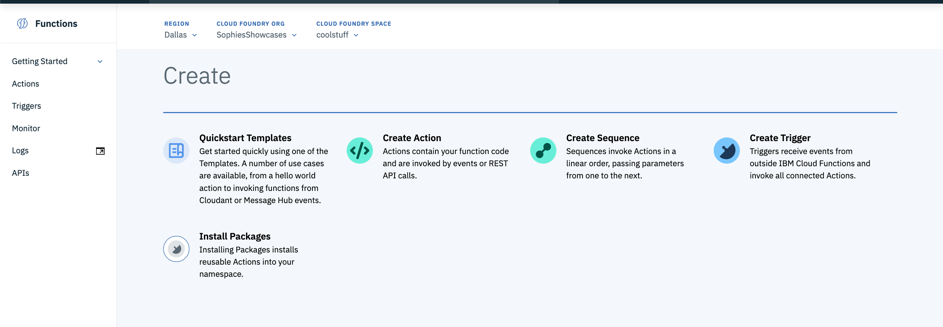 Functions
REGION
Dallas
CLOUD FOUNDRY ORG
SophiesShowcases
CLOUD FOUNDRY SPACE
coolstuff
Getting Started
Actions
Triggers
Monitor
Logs
APIs
Create
Quickstart Templates
Get started quickly using one of the
Templates. A number of use cases
are available, from a hello world
action to invoking functions from
Cloudant or Message Hub events.
Create Action
Actions contain your function code
and are invoked by events or REST
API calls.
Create Sequence
Sequences invoke Actions in a
linear order, passing parameters
from one to the next.
Create Trigger
Triggers receive events from
outside IBM Cloud Functions and
invoke all connected Actions.
Install Packages
Installing Packages installs
reusable Actions into your
namespace.